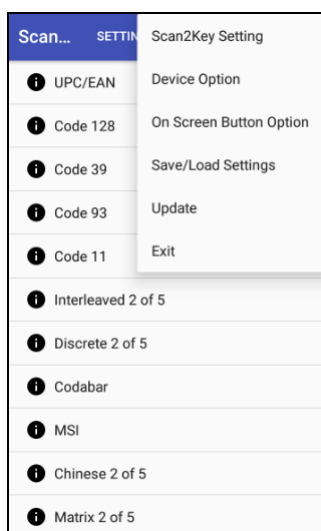 Scan...
SETTIN
Scan2Key Setting
Device Option
On Screen Button Option
Save/Load Settings
Update
Exit
UPC/EAN
Code 128
Code 39
Code 93
Code 11
Interleaved 2 of 5
Discrete 2 of 5
Codabar
MSI
Chinese 2 of 5
Matrix 2 of 5